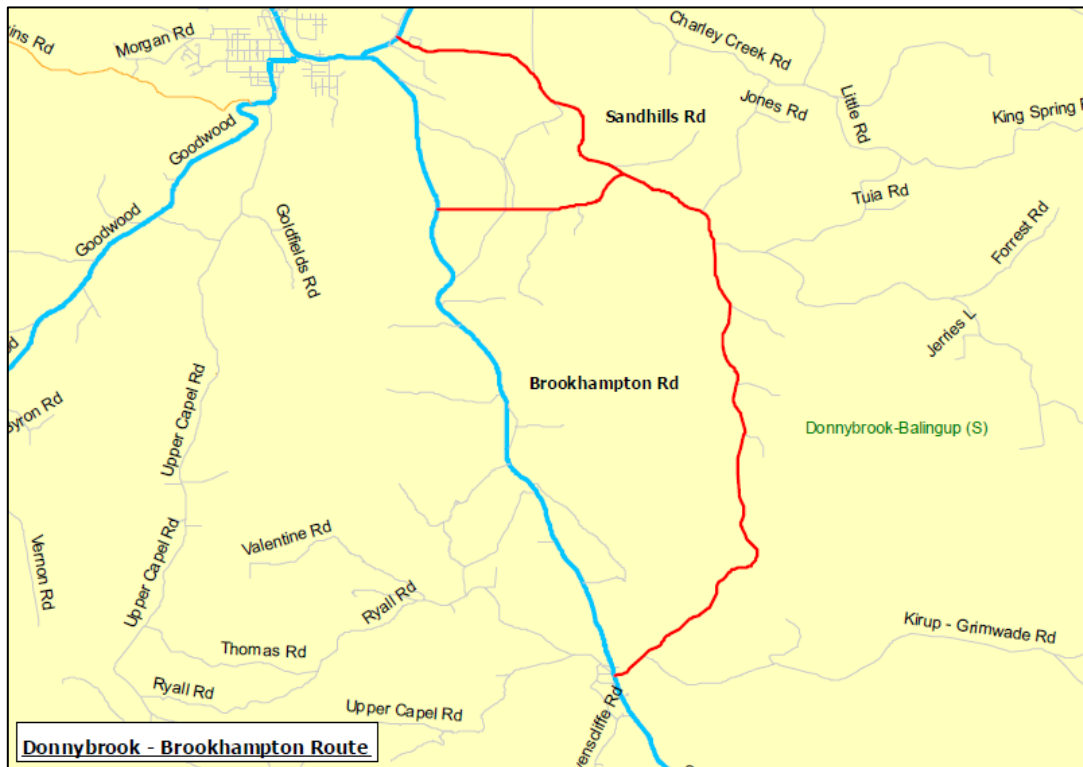 Morgan Rd
Charley Creek Rd
Jones Rd
Little Rd
King Spring
Sandhills Rd
Goodwood
Goodwood
Tuia Rd
Goldfields Rd
Forrest Rd
Jerries L
Brookhampton Rd
Upper Capel Rd
Donnybrook-Balingup (S)
Upper Capel Rd
Valentine Rd
Vernon Rd
Ryall Rd
Kirup - Grimwade Rd
Thomas Rd
Ryall Rd
Upper Capel Rd
Donnybrook - Brookhampton Route